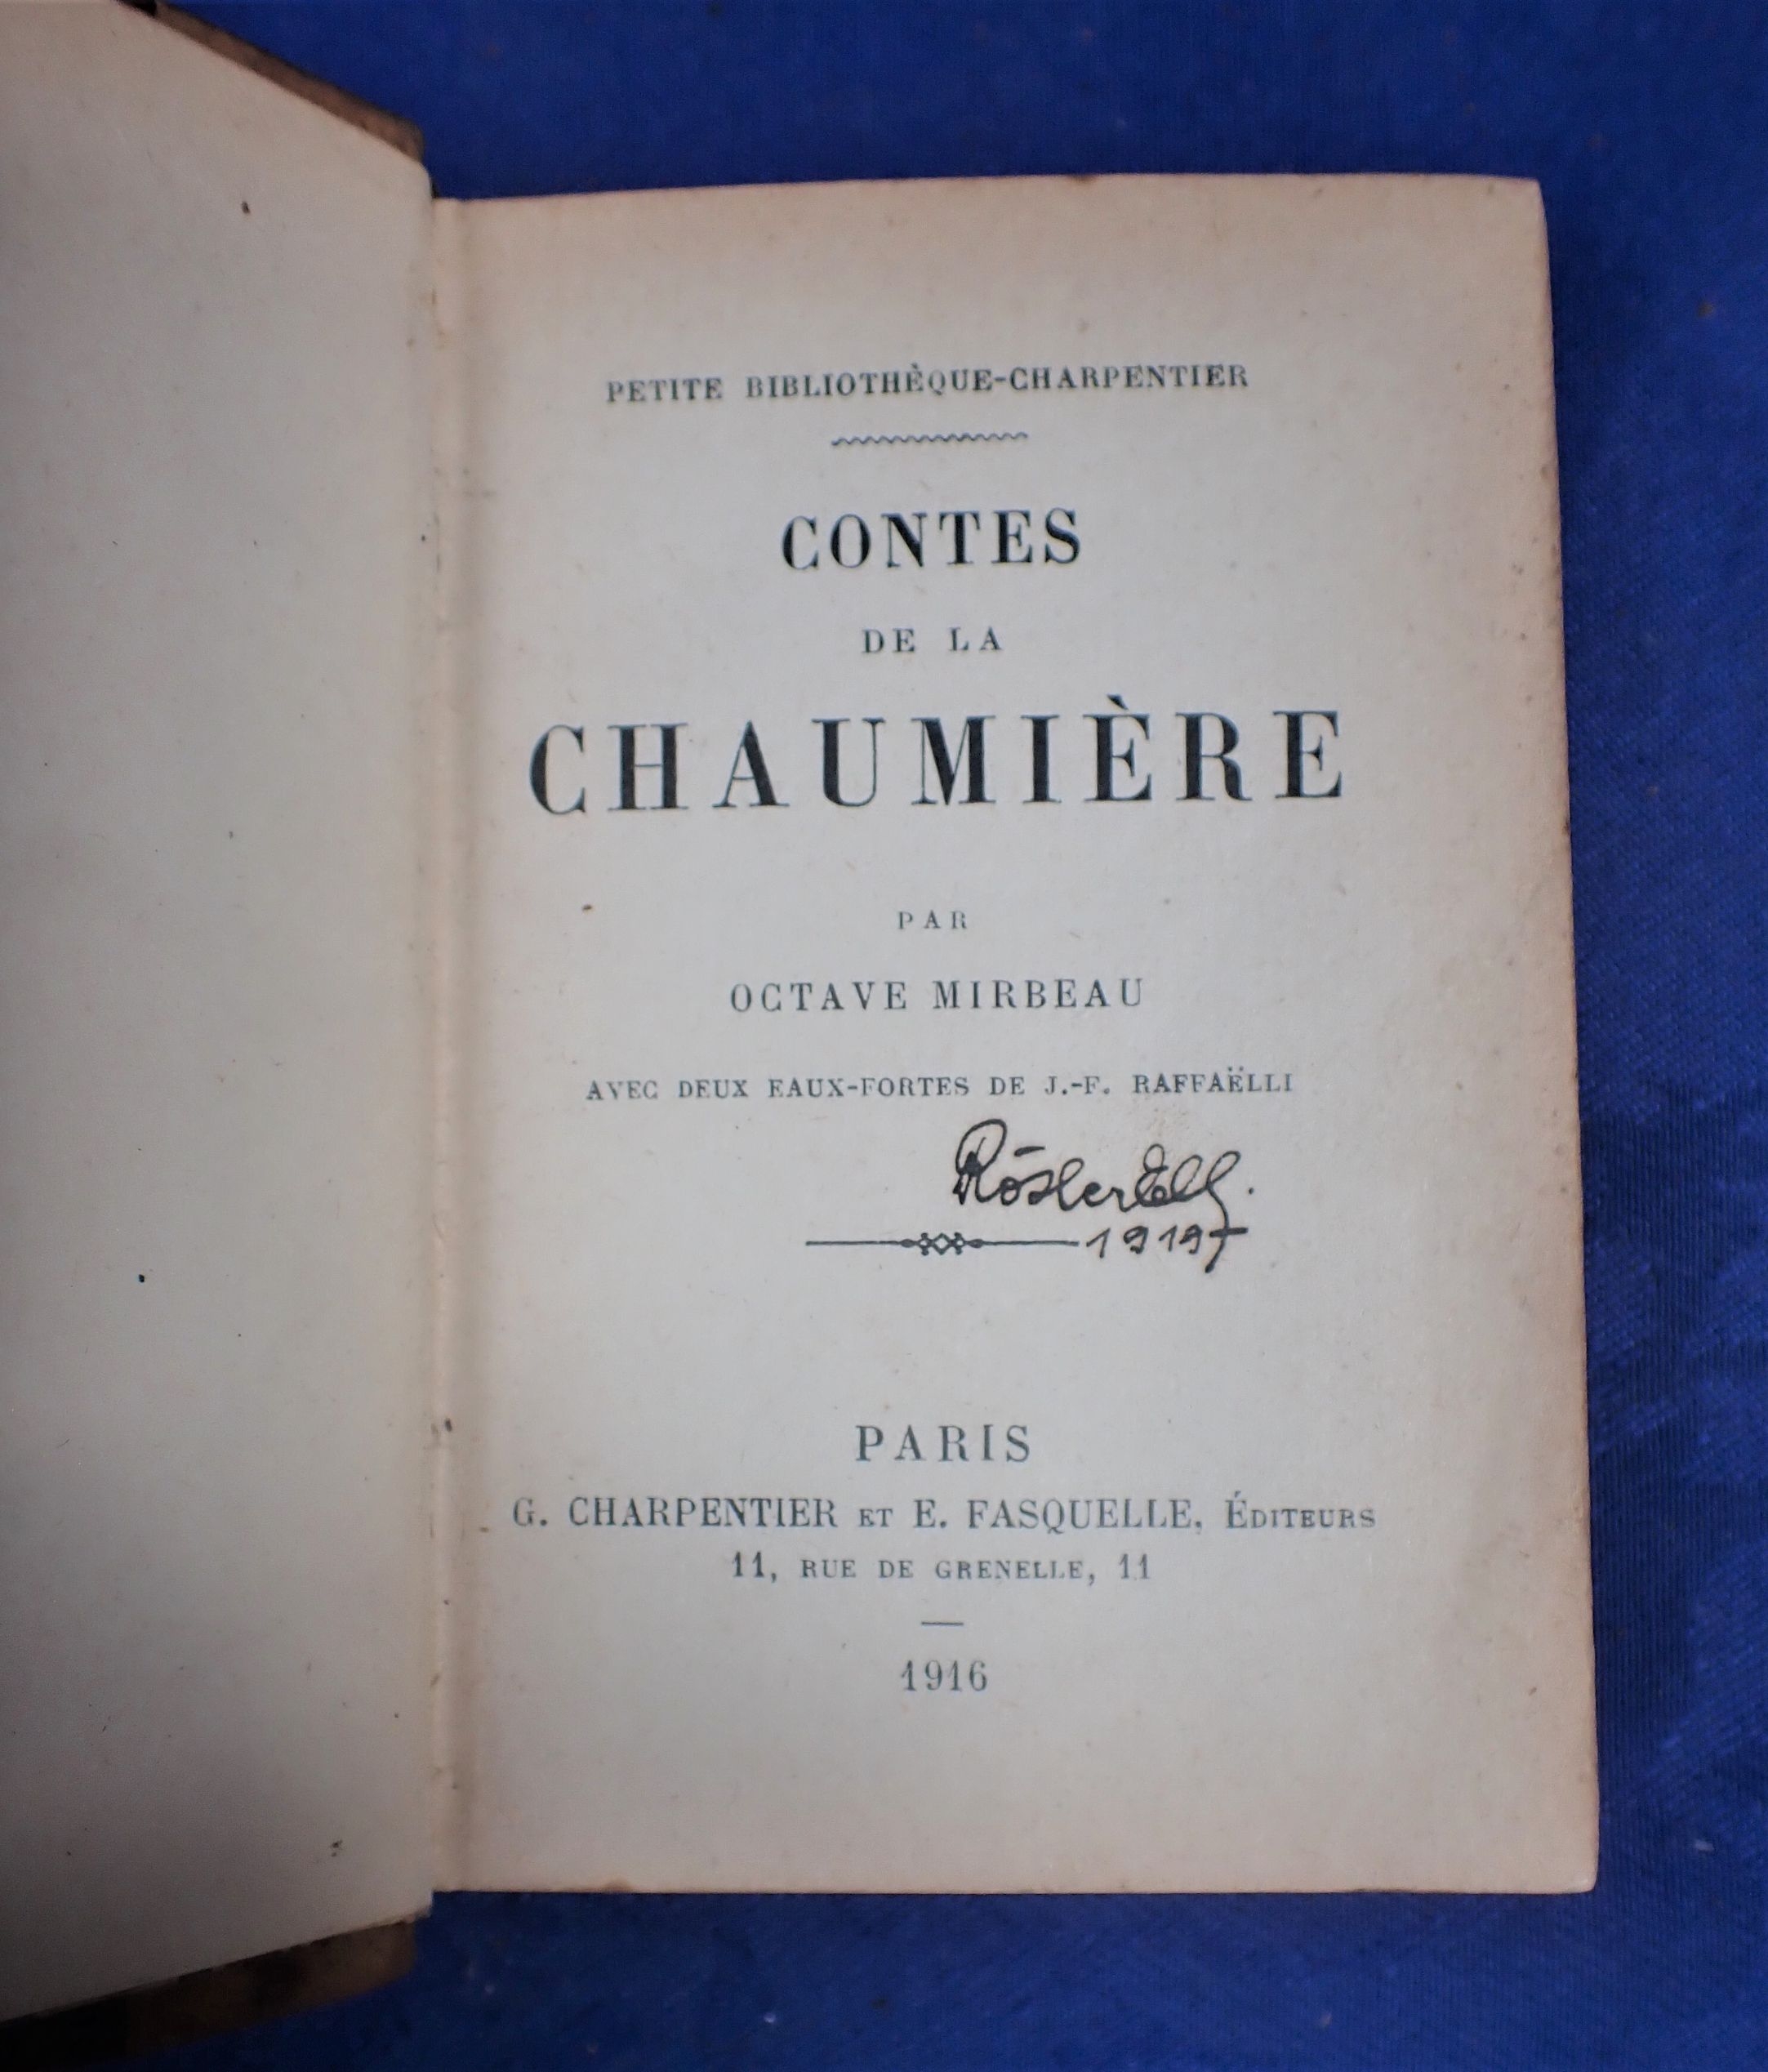 PETITE BIBLIOTHÈQUE-CHARPENTIER
CONTES
DE LA
CHAUMIÈRE
PAR
OCTAVE MIRBEAU
AVEC DEUX EAUX-FORTES DE J.-F. RAFFAËLLI
1919
PARIS
G. CHARPENTIER ET E. FASQUELLE, ÉDITEURS
11, RUE DE GRENELLE, 11
1916